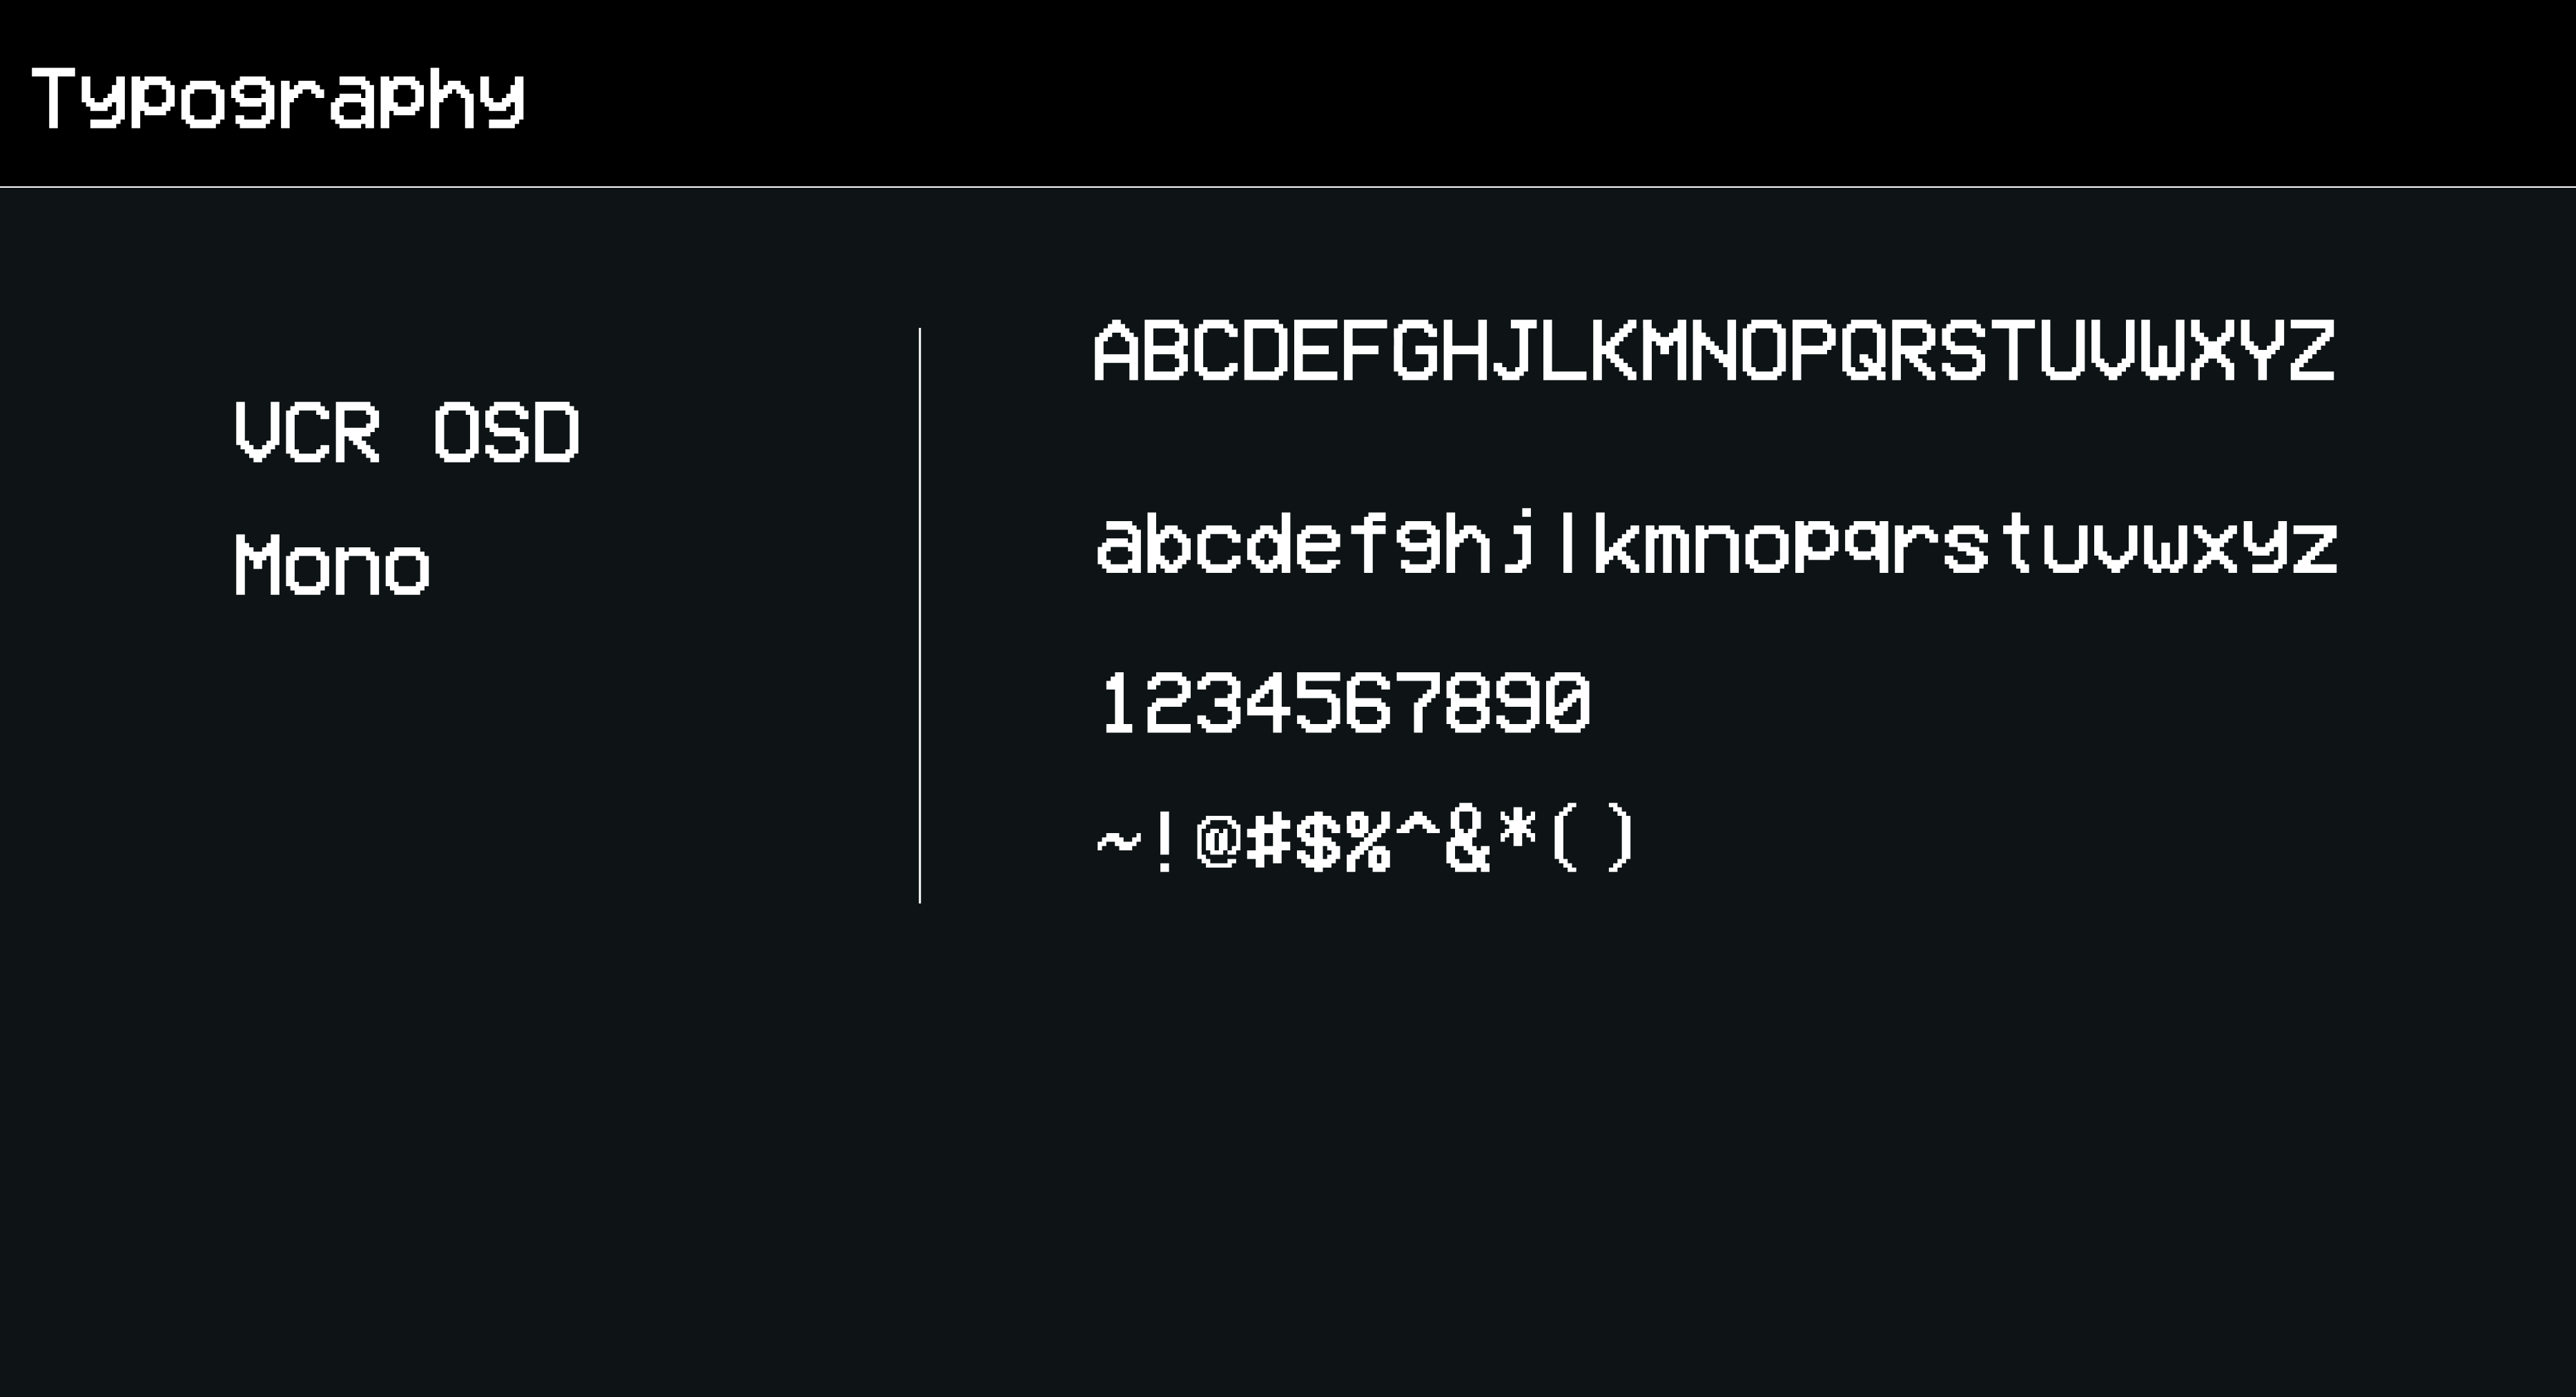 Typography
VCR OSD
Mono
ABCDEFGHJLKMNOPQRSTUVWXYZ
abcdefghjlkmnopqrstuvwxyz
1234567890
~!@#$%^&*()